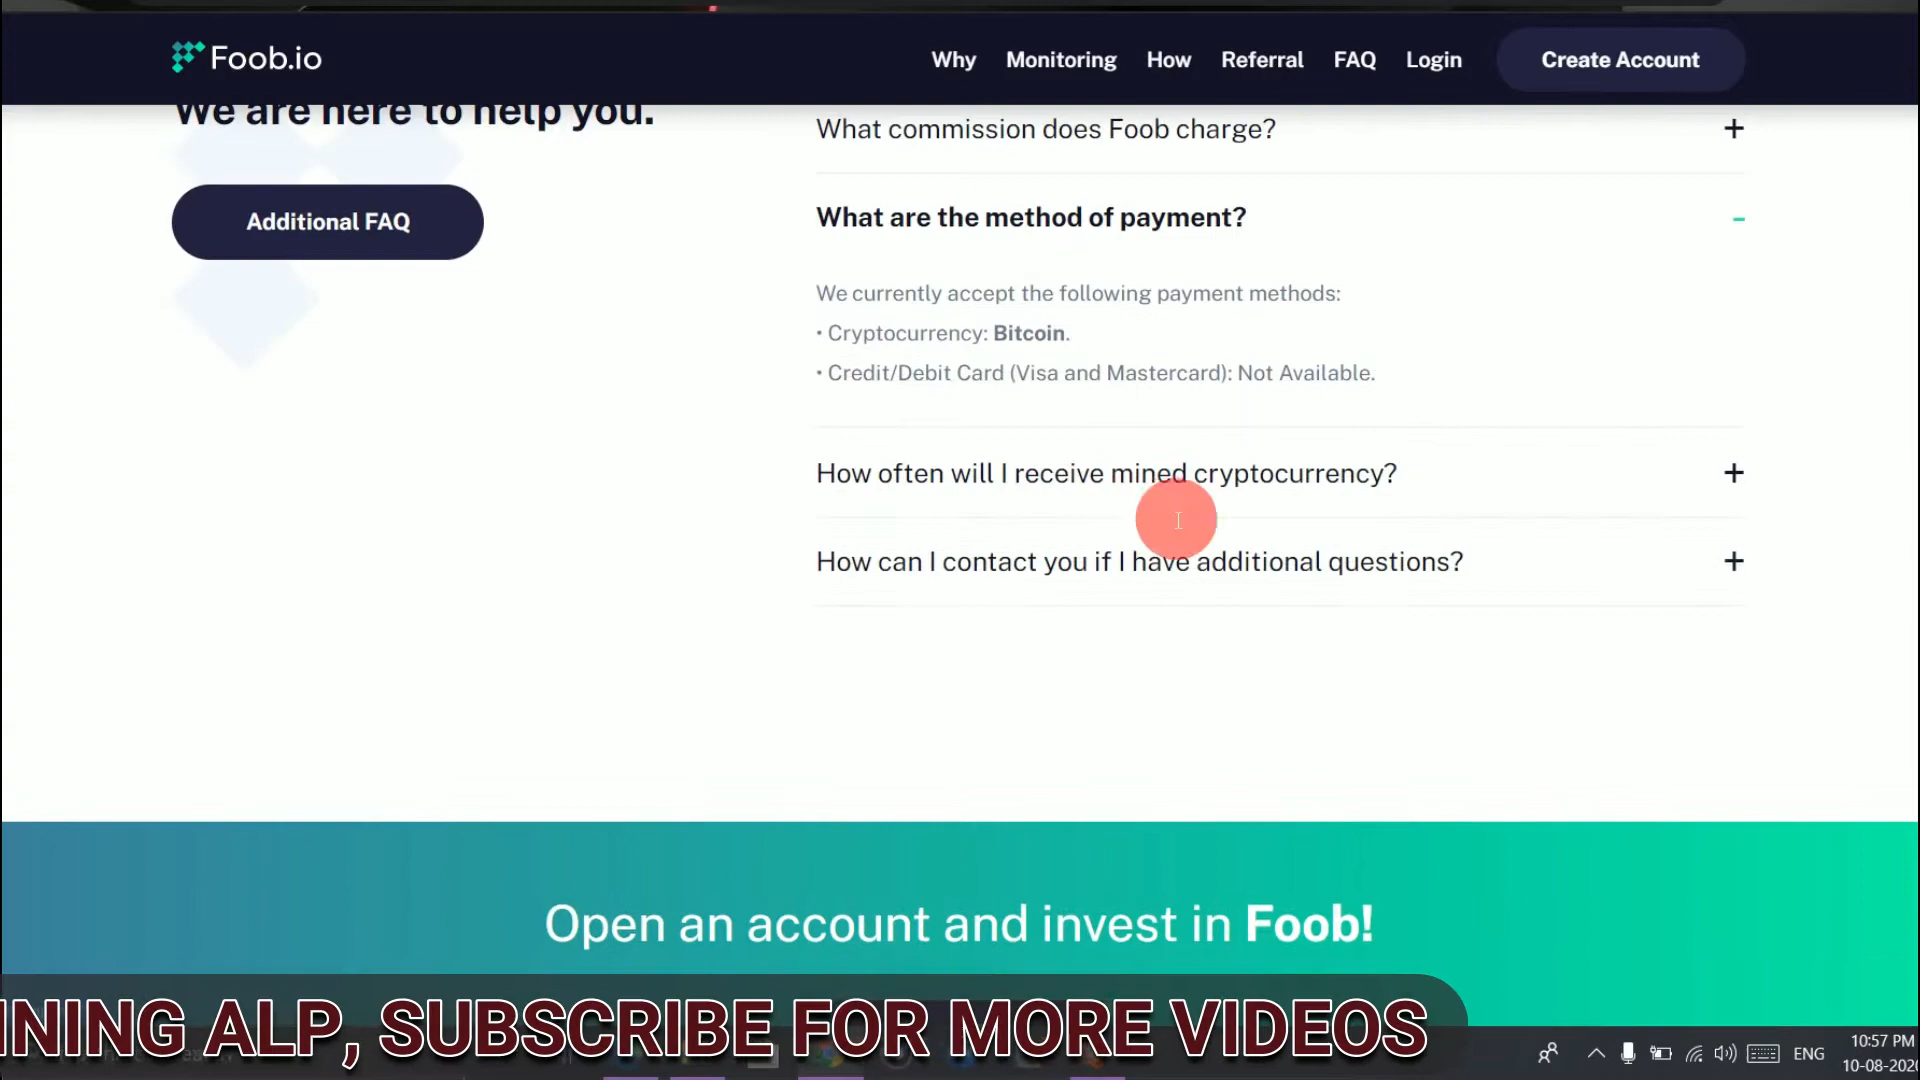 Foob.io
Why Monitoring How Referral FAQ Login Create Account
We are here to help you.
Additional FAQ
What commission does Foob charge? +
What are the method of payment? -
We currently accept the following payment methods:
• Cryptocurrency: Bitcoin.
• Credit/Debit Card (Visa and Mastercard): Not Available.
How often will I receive mined cryptocurrency? +
How can I contact you if I have additional questions? +
Open an account and invest in Foob!
INING ALP, SUBSCRIBE FOR MORE VIDEOS
ENG
10:57 PM
10-08-2020